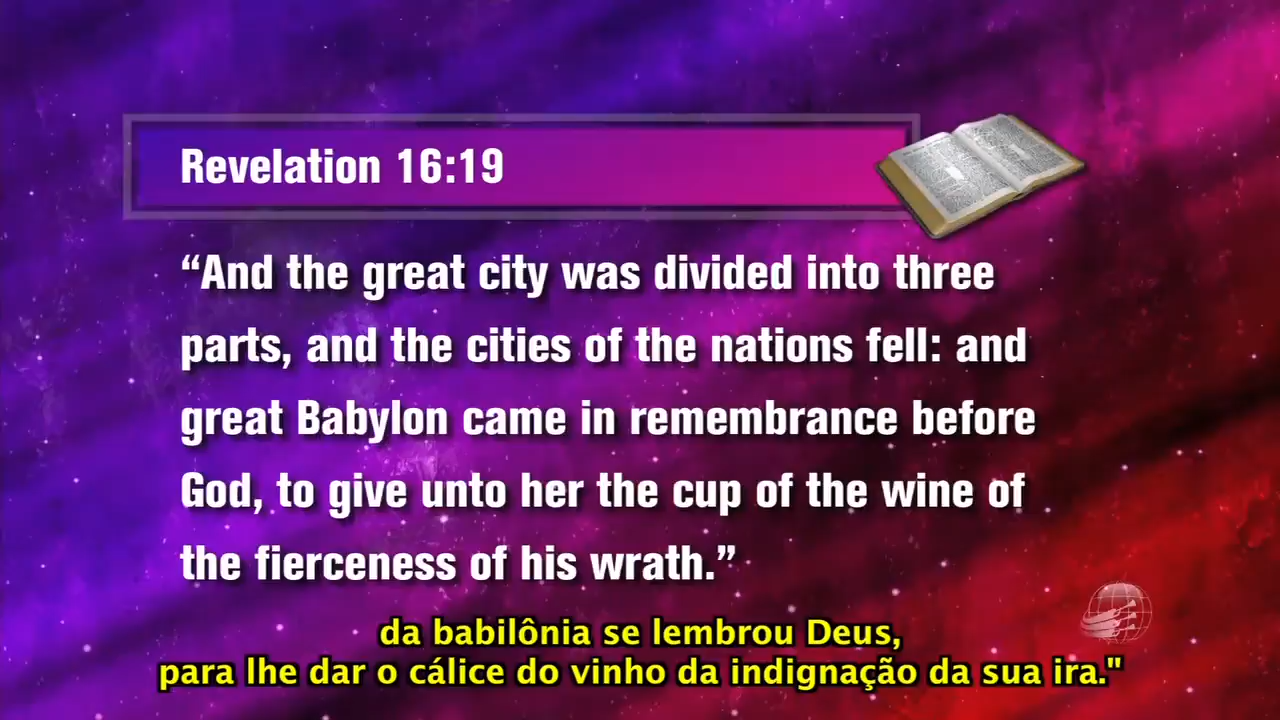 Revelation 16:19
“And the great city was divided into three
parts, and the cities of the nations fell: and
great Babylon came in remembrance before
God, to give unto her the cup of the wine of
the fierceness of his wrath.”
da babilônia se lembrou Deus,
para lhe dar o cálice do vinho da indignação da sua ira."